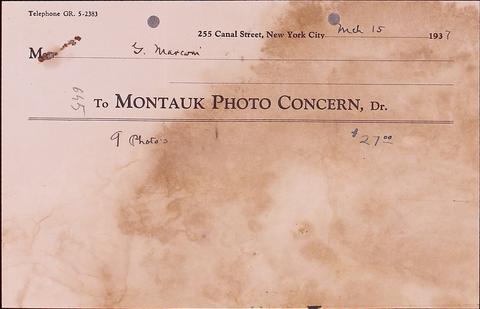 Telephone GR. 5-2383
255 Canal Street, New York City Mch 15 1937
M G. Marconi
645
To MONTAUK PHOTO CONCERN, Dr.
9 Photo's $27.00